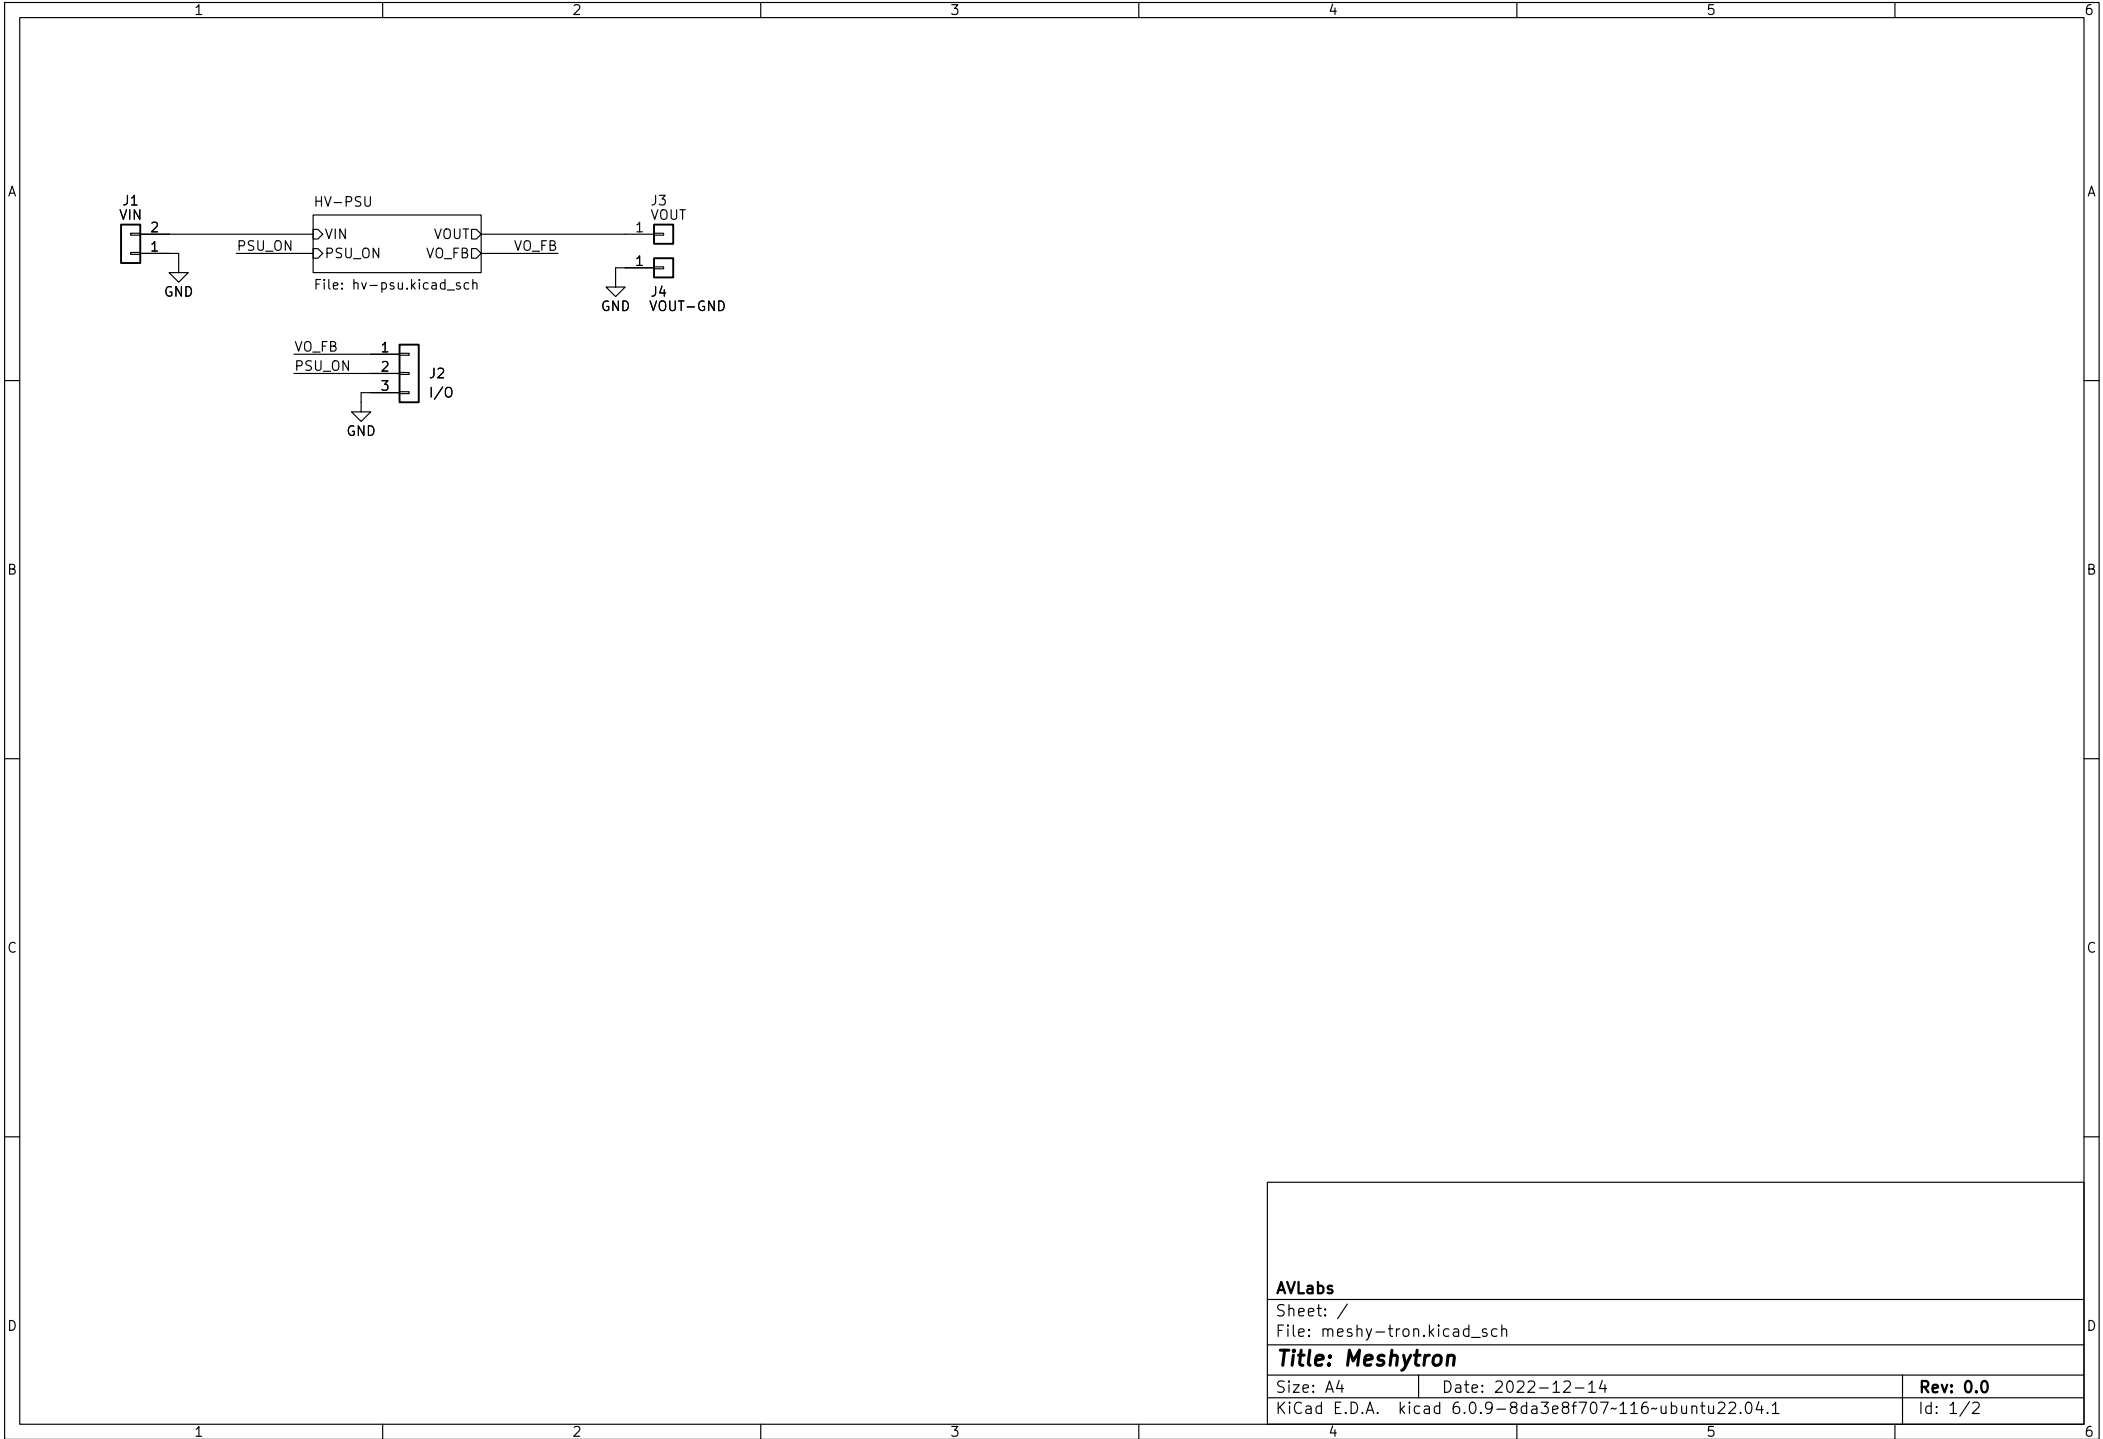 1 2 3 4 5 6
A A
J1
VIN
2
1
GND
PSU_ON
HV-PSU
VIN VOUT
PSU_ON VO_FB
File: hv-psu.kicad_sch
VO_FB
J3
VOUT
1
1
GND
J4
VOUT-GND
VO_FB 1
PSU_ON 2
3
J2
I/O
GND
B B
C C
D D
AVLabs
Sheet: /
File: meshy-tron.kicad_sch
Title: Meshytron
Size: A4 Date: 2022-12-14 Rev: 0.0
KiCad E.D.A. kicad 6.0.9-8da3e8f707~116~ubuntu22.04.1 Id: 1/2
1 2 3 4 5 6